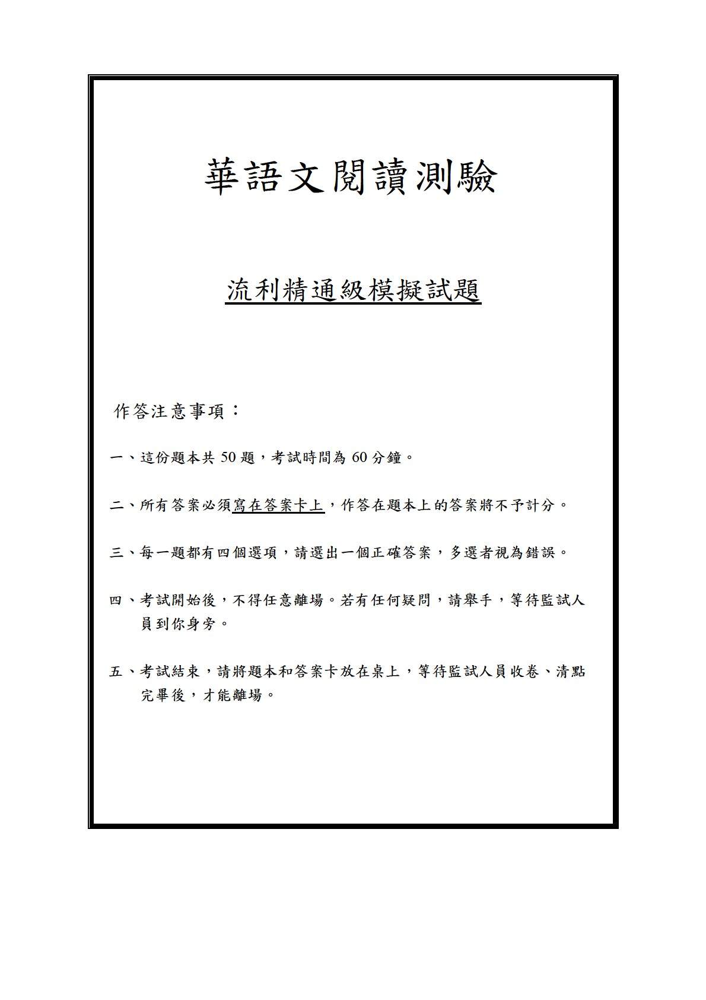 華語文閱讀測驗
流利精通級模擬試題
作答注意事項：
一、這份題本共 50 題，考試時間為 60 分鐘。
二、所有答案必須寫在答案卡上，作答在題本上的答案將不予計分。
三、每一題都有四個選項，請選出一個正確答案，多選者視為錯誤。
四、考試開始後，不得任意離場。若有任何疑問，請舉手，等待監試人
員到你身旁。
五、考試結束，請將題本和答案卡放在桌上，等待監試人員收卷、清點
完畢後，才能離場。